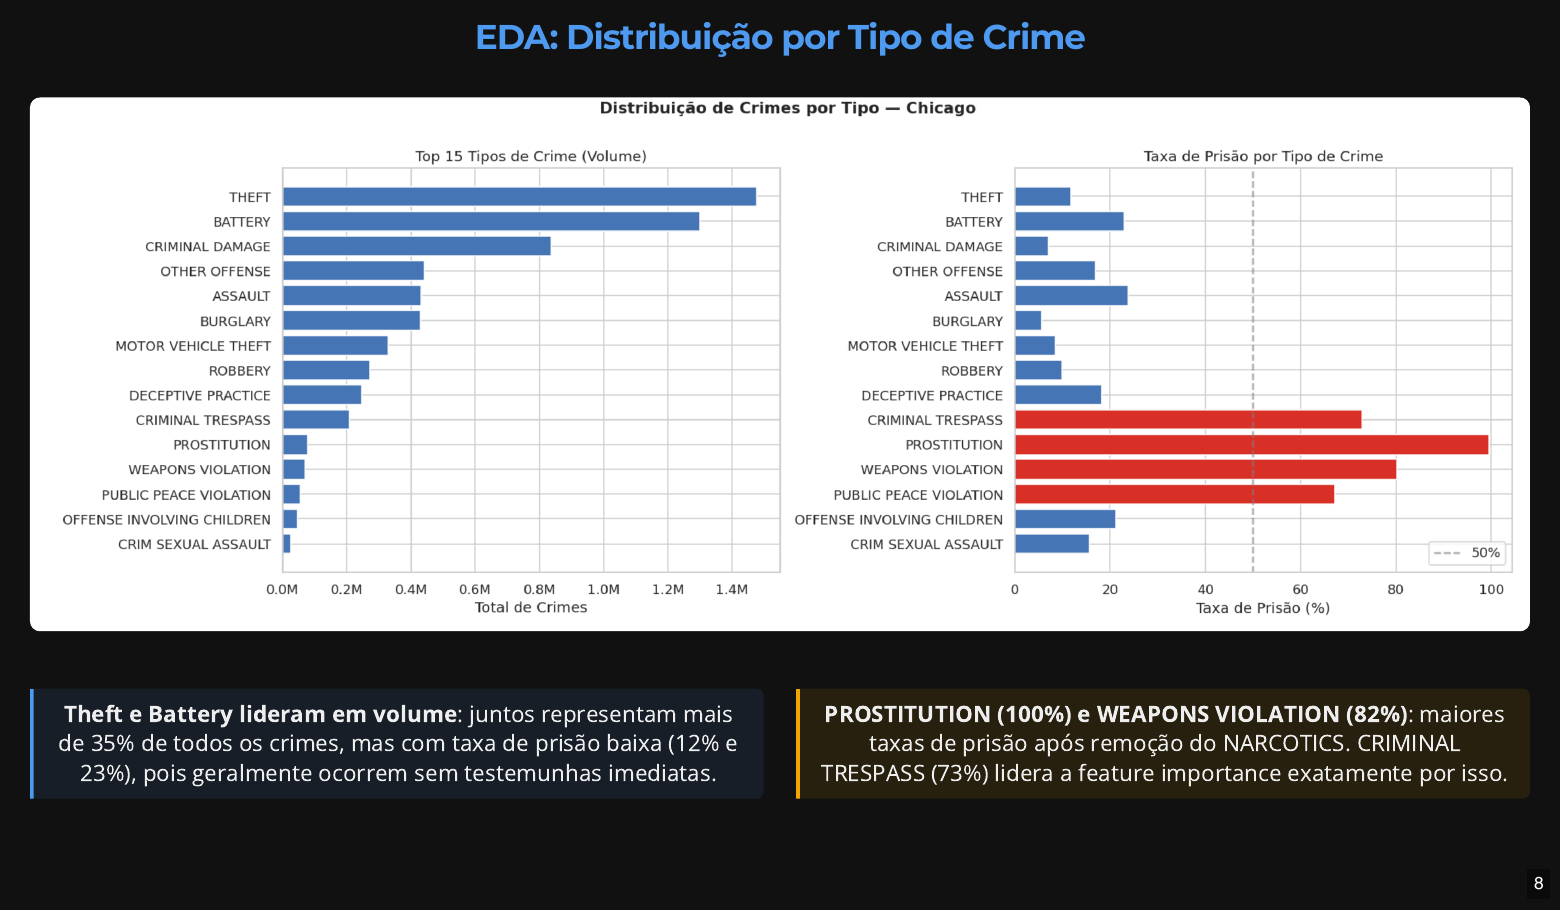 EDA: Distribuição por Tipo de Crime
Distribuição de Crimes por Tipo — Chicago
Top 15 Tipos de Crime (Volume)
THEFT
BATTERY
CRIMINAL DAMAGE
OTHER OFFENSE
ASSAULT
BURGLARY
MOTOR VEHICLE THEFT
ROBBERY
DECEPTIVE PRACTICE
CRIMINAL TRESPASS
PROSTITUTION
WEAPONS VIOLATION
PUBLIC PEACE VIOLATION
OFFENSE INVOLVING CHILDREN
CRIM SEXUAL ASSAULT
0.0M 0.2M 0.4M 0.6M 0.8M 1.0M 1.2M 1.4M
Total de Crimes
Taxa de Prisão por Tipo de Crime
THEFT
BATTERY
CRIMINAL DAMAGE
OTHER OFFENSE
ASSAULT
BURGLARY
MOTOR VEHICLE THEFT
ROBBERY
DECEPTIVE PRACTICE
CRIMINAL TRESPASS
PROSTITUTION
WEAPONS VIOLATION
PUBLIC PEACE VIOLATION
OFFENSE INVOLVING CHILDREN
CRIM SEXUAL ASSAULT
50%
0 20 40 60 80 100
Taxa de Prisão (%)
Theft e Battery lideram em volume: juntos representam mais
de 35% de todos os crimes, mas com taxa de prisão baixa (12% e
23%), pois geralmente ocorrem sem testemunhas imediatas.
PROSTITUTION (100%) e WEAPONS VIOLATION (82%): maiores
taxas de prisão após remoção do NARCOTICS. CRIMINAL
TRESPASS (73%) lidera a feature importance exatamente por isso.
8